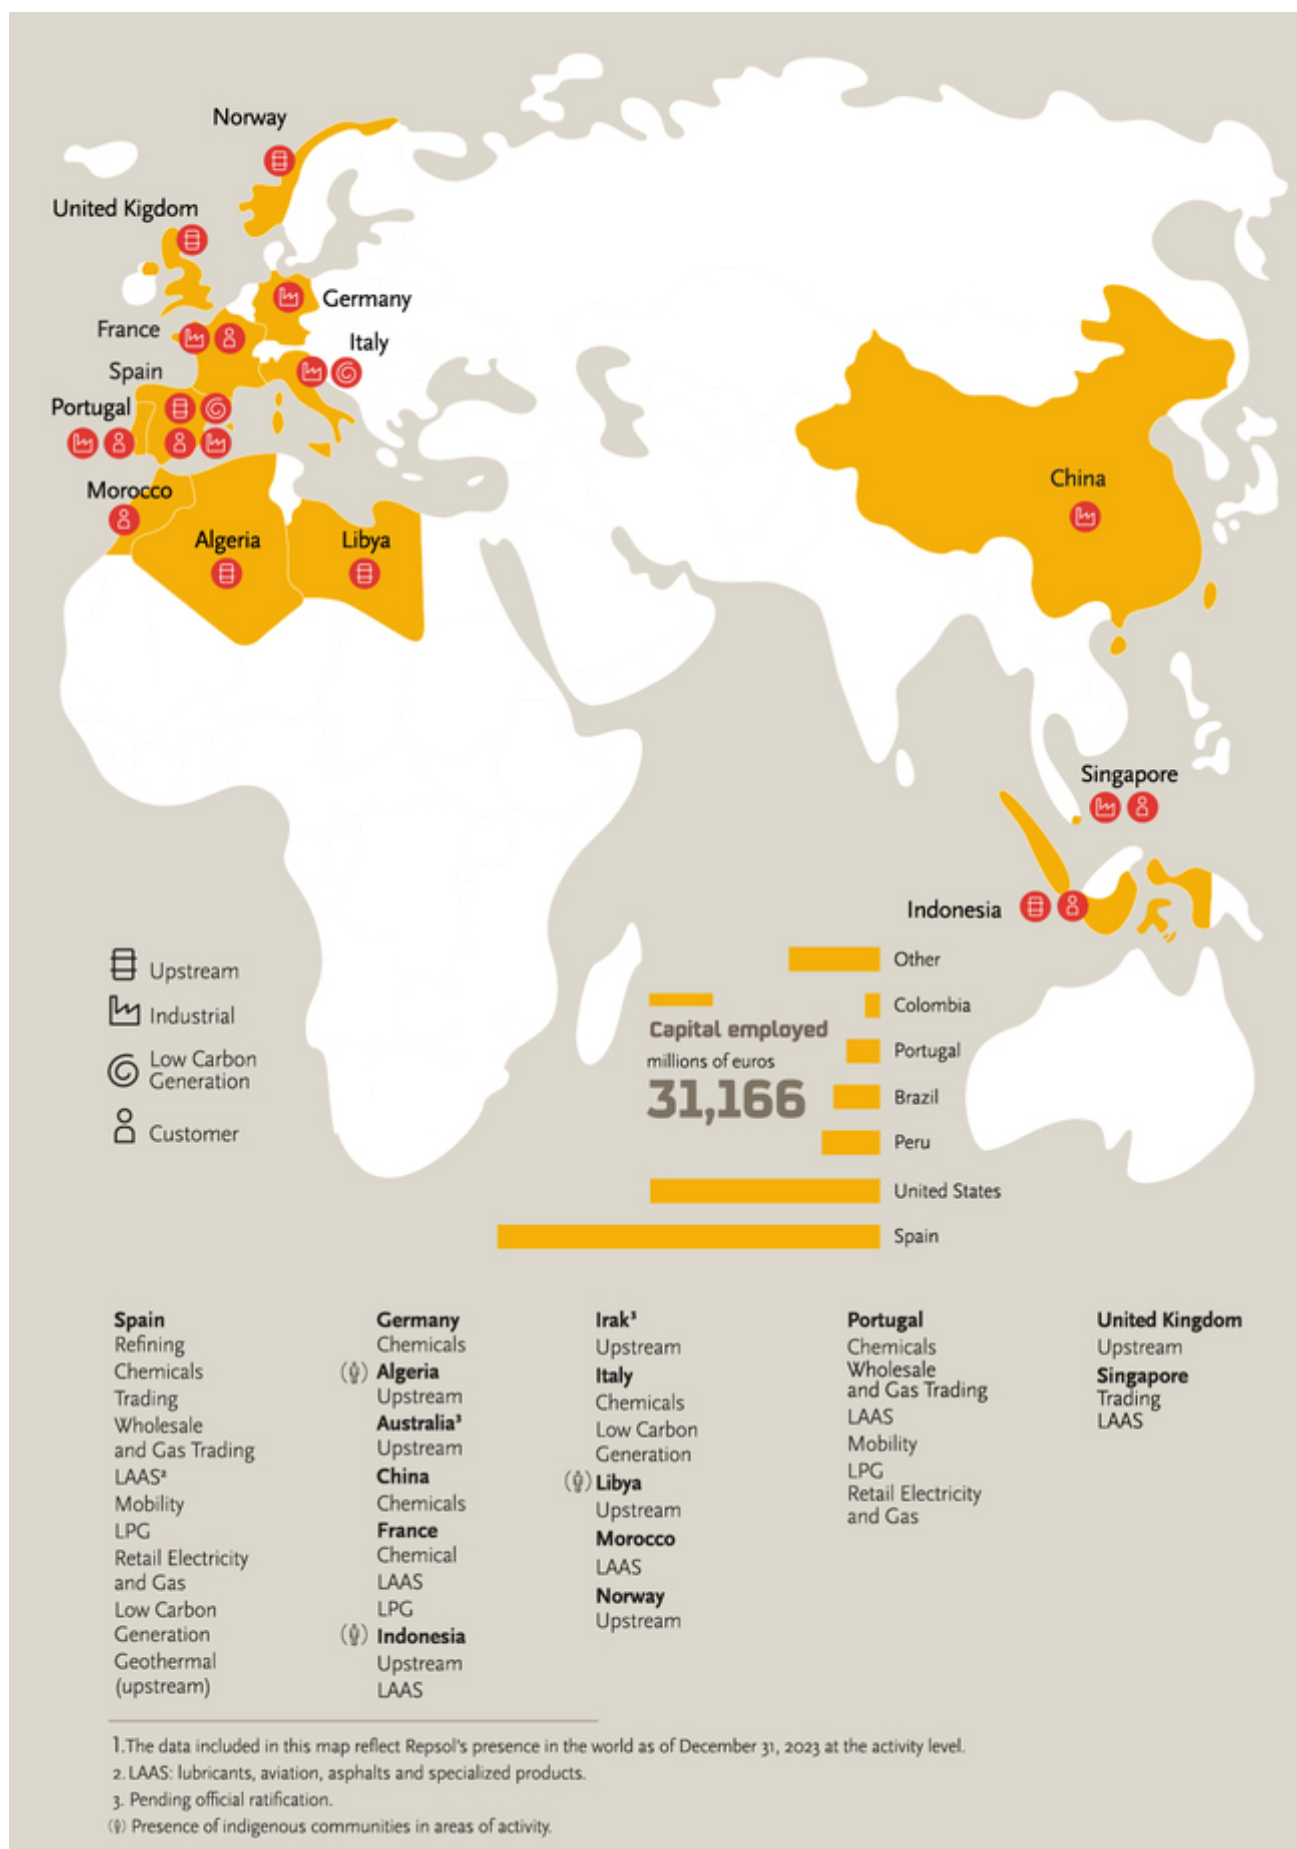 Norway
United Kigdom
Germany
France
Italy
Spain
Portugal
Morocco
Algeria
Libya
China
Singapore
Indonesia
Upstream
Industrial
Low Carbon
Generation
Customer
Capital employed
millions of euros
31,166
Other
Colombia
Portugal
Brazil
Peru
United States
Spain
Spain
Refining
Chemicals
Trading
Wholesale
and Gas Trading
LAAS²
Mobility
LPG
Retail Electricity
and Gas
Low Carbon
Generation
Geothermal
(upstream)
Germany
Chemicals
Algeria
Upstream
Australia³
Upstream
China
Chemicals
France
Chemical
LAAS
LPG
Indonesia
Upstream
LAAS
Irak³
Upstream
Italy
Chemicals
Low Carbon
Generation
Libya
Upstream
Morocco
LAAS
Norway
Upstream
Portugal
Chemicals
Wholesale
and Gas Trading
LAAS
Mobility
LPG
Retail Electricity
and Gas
United Kingdom
Upstream
Singapore
Trading
LAAS
1.The data included in this map reflect Repsol's presence in the world as of December 31, 2023 at the activity level.
2. LAAS: lubricants, aviation, asphalts and specialized products.
3. Pending official ratification.
Presence of indigenous communities in areas of activity.